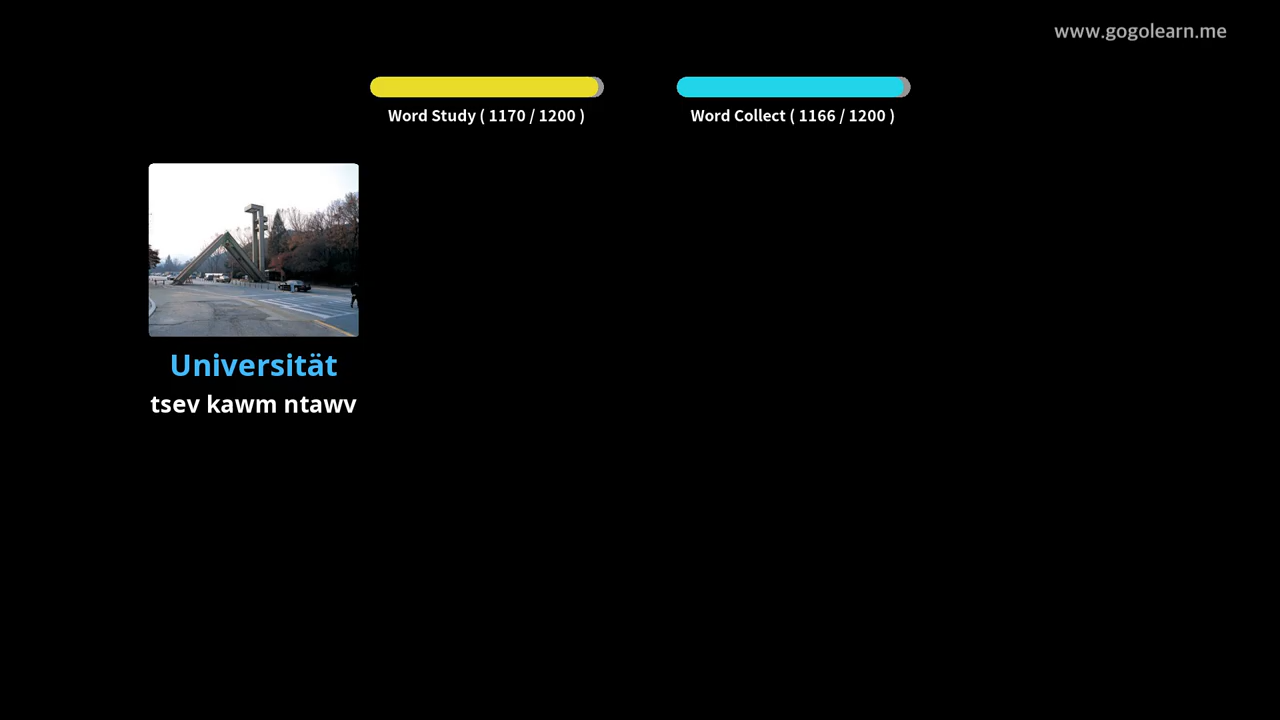 www.gogolearn.me
Word Study ( 1170 / 1200 )
Word Collect ( 1166 / 1200 )
Universität
tsev kawm ntawv